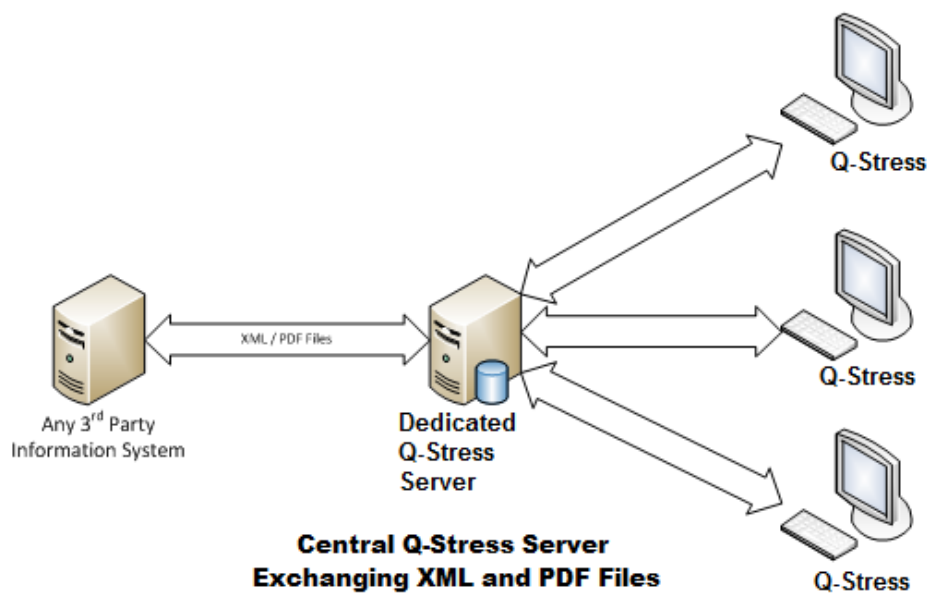 Q-Stress
XML / PDF Files
Q-Stress
Any 3rd Party
Information System
Dedicated
Q-Stress
Server
Central Q-Stress Server
Exchanging XML and PDF Files
Q-Stress